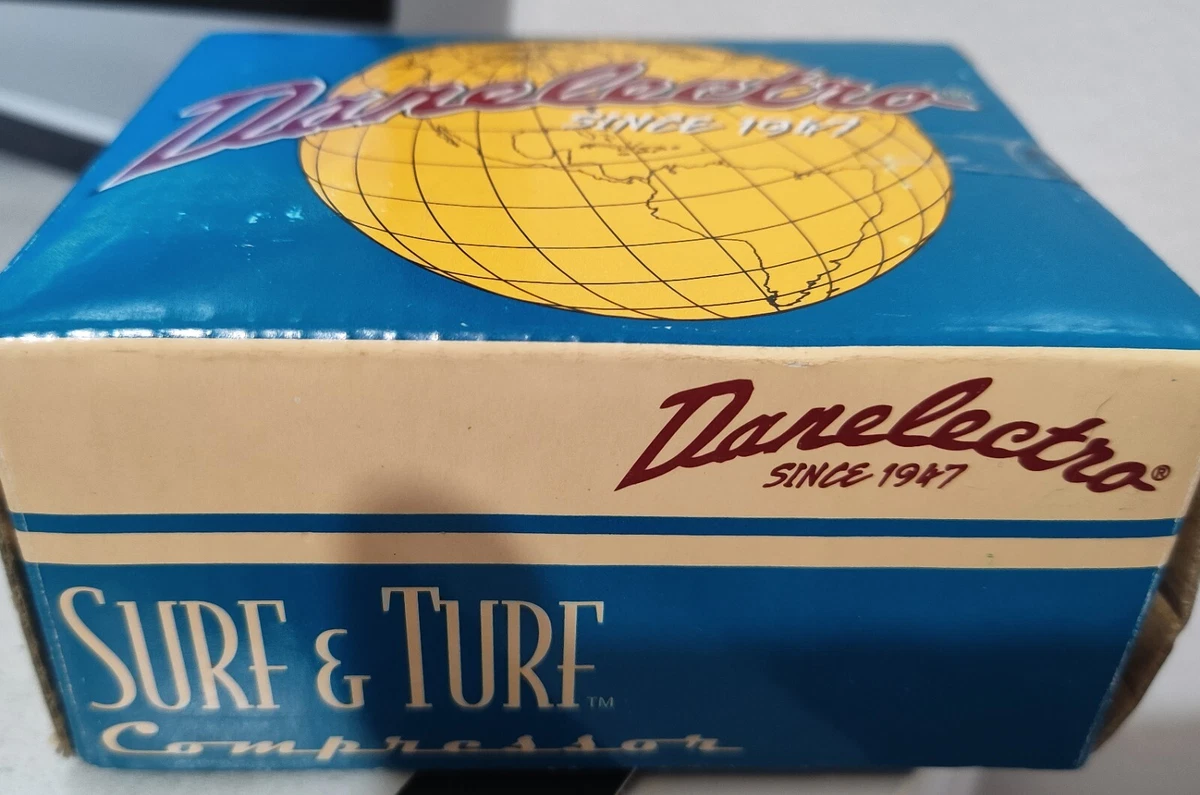 Danelectro®
SINCE 1947
Danelectro®
SINCE 1947
SURF & TURF™
Compressor